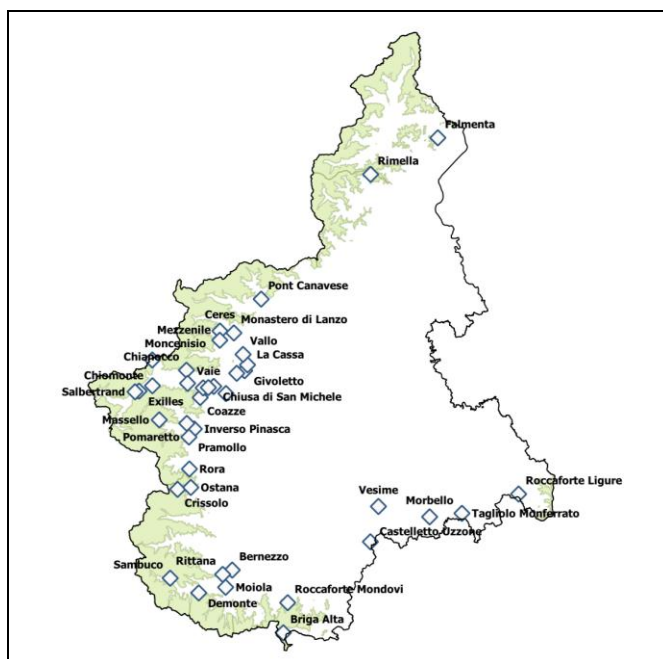 Falmenta
Rimella
Pont Canavese
Ceres
Monastero di Lanzo
Mezzenile
Moncenisio
Vallo
Chianocco
La Cassa
Vaie
Chiomonte
Givoletto
Salbertrand
Exilles
Chiusa di San Michele
Coazze
Massello
Inverso Pinasca
Pomaretto
Pramollo
Rora
Ostana
Crissolo
Roccaforte Ligure
Vesime
Morbello
Tagliolo Monferrato
Castelletto Uzzone
Bernezzo
Rittana
Sambuco
Moiola
Demonte
Roccaforte Mondovi
Briga Alta